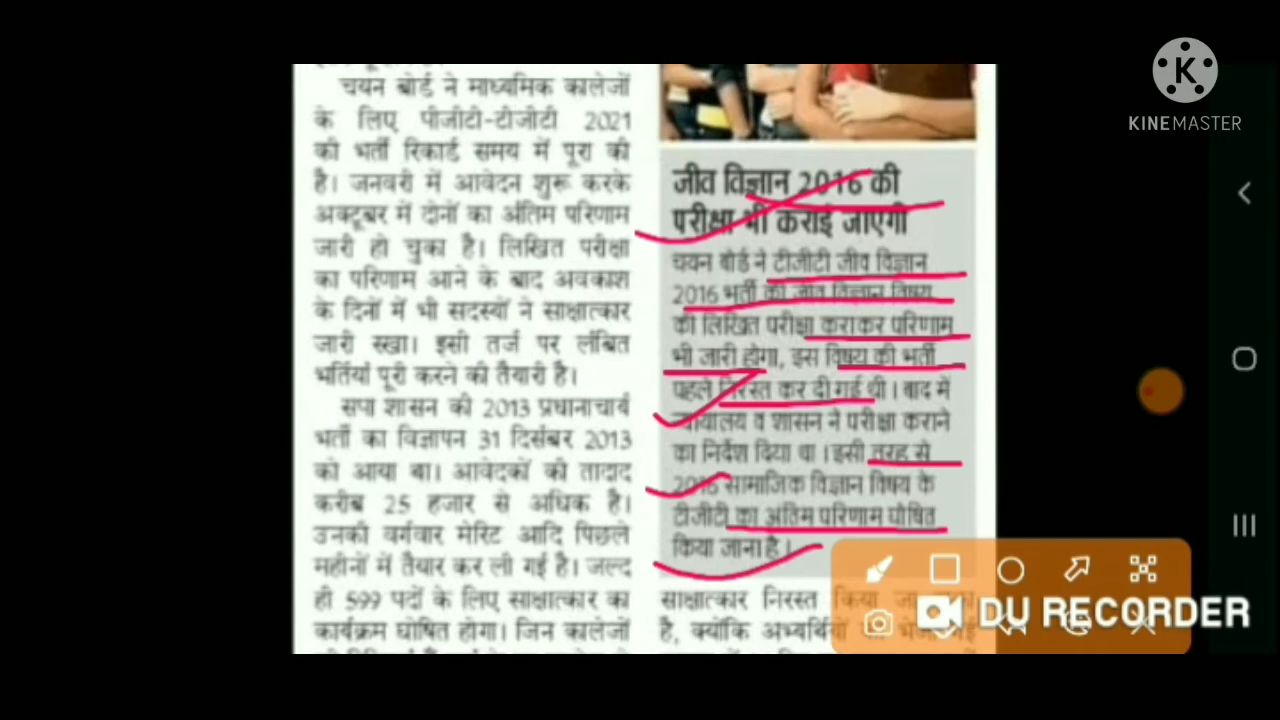 चयन बोर्ड ने माध्यमिक कालेजों
के लिए पीजीटी-टीजीटी 2021
की भर्ती रिकार्ड समय में पूरा की
है। जनवरी में आवेदन शुरू करके
अक्टूबर में दोनों का अंतिम परिणाम
जारी हो चुका है। लिखित परीक्षा
का परिणाम आने के बाद अवकाश
के दिनों में भी सदस्यों ने साक्षात्कार
जारी रखा। इसी तर्ज पर लंबित
भर्तियां पूरी करने की तैयारी है।
सपा शासन की 2013 प्रधानाचार्य
भर्ती का विज्ञापन 31 दिसंबर 2013
को आया था। आवेदकों की तादाद
करीब 25 हजार से अधिक है।
उनकी वर्गवार मेरिट आदि पिछले
महीनों में तैयार कर ली गई है। जल्द
ही 599 पदों के लिए साक्षात्कार का
कार्यक्रम घोषित होगा। जिन कालेजों
जीव विज्ञान 2016 की
परीक्षा भी कराई जाएगी
चयन बोर्ड ने टीजीटी जीव विज्ञान
2016 भर्ती की जीव विज्ञान विषय
की लिखित परीक्षा कराकर परिणाम
भी जारी होगा, इस विषय की भर्ती
पहले निरस्त कर दी गई थी। बाद में
न्यायालय व शासन ने परीक्षा कराने
का निर्देश दिया था। इसी तरह से
2016 सामाजिक विज्ञान विषय के
टीजीटी का अंतिम परिणाम घोषित
किया जाना है।
साक्षात्कार निरस्त किया
है, क्योंकि अभ्यर्थियों
K
KINEMASTER
DU RECORDER